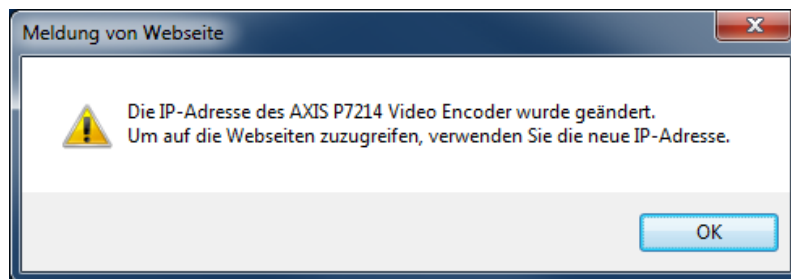 Meldung von Webseite
Die IP-Adresse des AXIS P7214 Video Encoder wurde geändert.
Um auf die Webseiten zuzugreifen, verwenden Sie die neue IP-Adresse.
OK